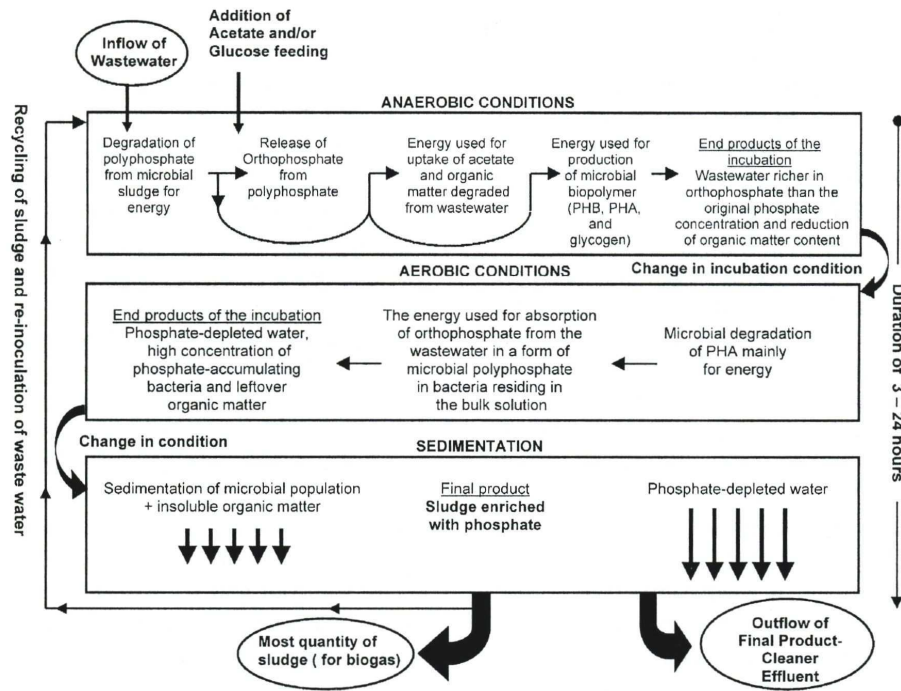 Inflow of
Wastewater
Addition of
Acetate and/or
Glucose feeding
Recycling of sludge and re-inoculation of waste water
ANAEROBIC CONDITIONS
Degradation of
polyphosphate
from microbial
sludge for
energy
Release of
Orthophosphate
from
polyphosphate
Energy used for
uptake of acetate
and organic
matter degraded
from wastewater
Energy used for
production
of microbial
biopolymer
(PHB, PHA,
and
glycogen)
End products of the
incubation
Wastewater richer in
orthophosphate than the
original phosphate
concentration and reduction
of organic matter content
Duration of 3 – 24 hours
AEROBIC CONDITIONS
Change in incubation condition
End products of the incubation
Phosphate-depleted water,
high concentration of
phosphate-accumulating
bacteria and leftover
organic matter
The energy used for absorption
of orthophosphate from the
wastewater in a form of
microbial polyphosphate
in bacteria residing in
the bulk solution
Microbial degradation
of PHA mainly
for energy
Change in condition
SEDIMENTATION
Sedimentation of microbial population
+ insoluble organic matter
Final product
Sludge enriched
with phosphate
Phosphate-depleted water
Most quantity of
sludge ( for biogas)
Outflow of
Final Product-
Cleaner
Effluent